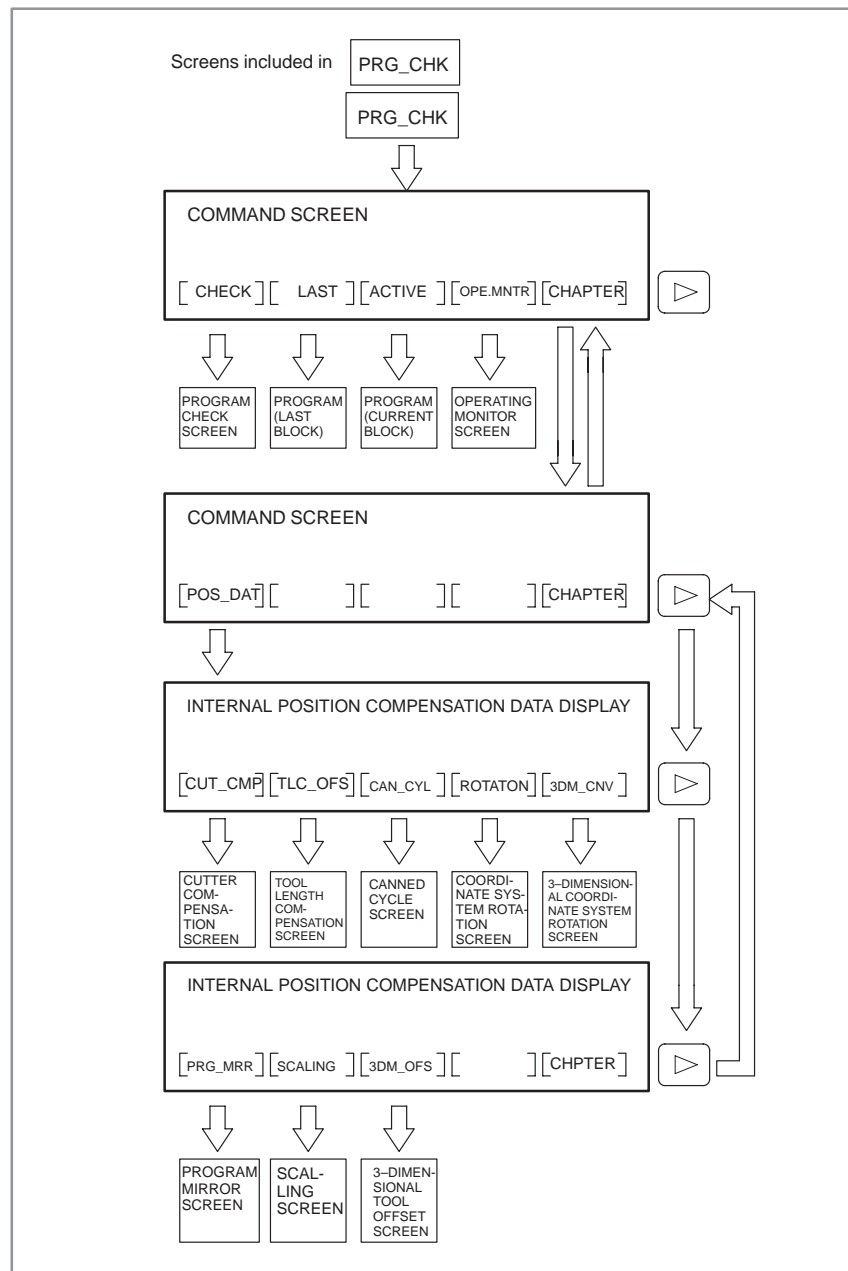 Screens included in PRG_CHK
PRG_CHK
COMMAND SCREEN
[ CHECK ] [ LAST ] [ ACTIVE ] [ OPE.MNTR ] [ CHAPTER ]
PROGRAM
CHECK
SCREEN
PROGRAM
(LAST
BLOCK)
PROGRAM
(CURRENT
BLOCK)
OPERATING
MONITOR
SCREEN
COMMAND SCREEN
[ POS_DAT ] [ ] [ ] [ ] [ CHAPTER ]
INTERNAL POSITION COMPENSATION DATA DISPLAY
[ CUT_CMP ] [ TLC_OFS ] [ CAN_CYL ] [ ROTATON ] [ 3DM_CNV ]
CUTTER
COM-
PENSA-
TION
SCREEN
TOOL
LENGTH
COM-
PENSATION
SCREEN
CANNED
CYCLE
SCREEN
COORDI-
NATE SYS-
TEM ROTA-
TION
SCREEN
3–DIMENSION-
AL COORDI-
NATE SYSTEM
ROTATION
SCREEN
INTERNAL POSITION COMPENSATION DATA DISPLAY
[ PRG_MRR ] [ SCALING ] [ 3DM_OFS ] [ ] [ CHPTER ]
PROGRAM
MIRROR
SCREEN
SCAL-
LING
SCREEN
3–DIMEN-
SIONAL
TOOL
OFFSET
SCREEN